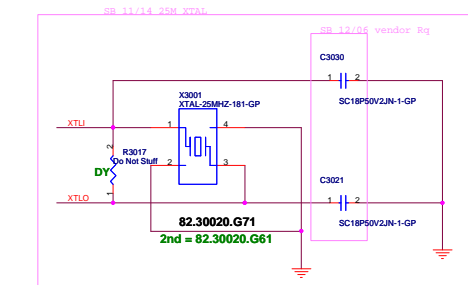 SB 11/14 25M XTAL
SB 12/06 vendor Rq
C3030
1 2
SC18P50V2JN-1-GP
X3001
XTAL-25MHZ-181-GP
XTLI
1 4
2 3
2
R3017
Do Not Stuff
DY
1
XTLO
C3021
1 2
SC18P50V2JN-1-GP
82.30020.G71
2nd = 82.30020.G61